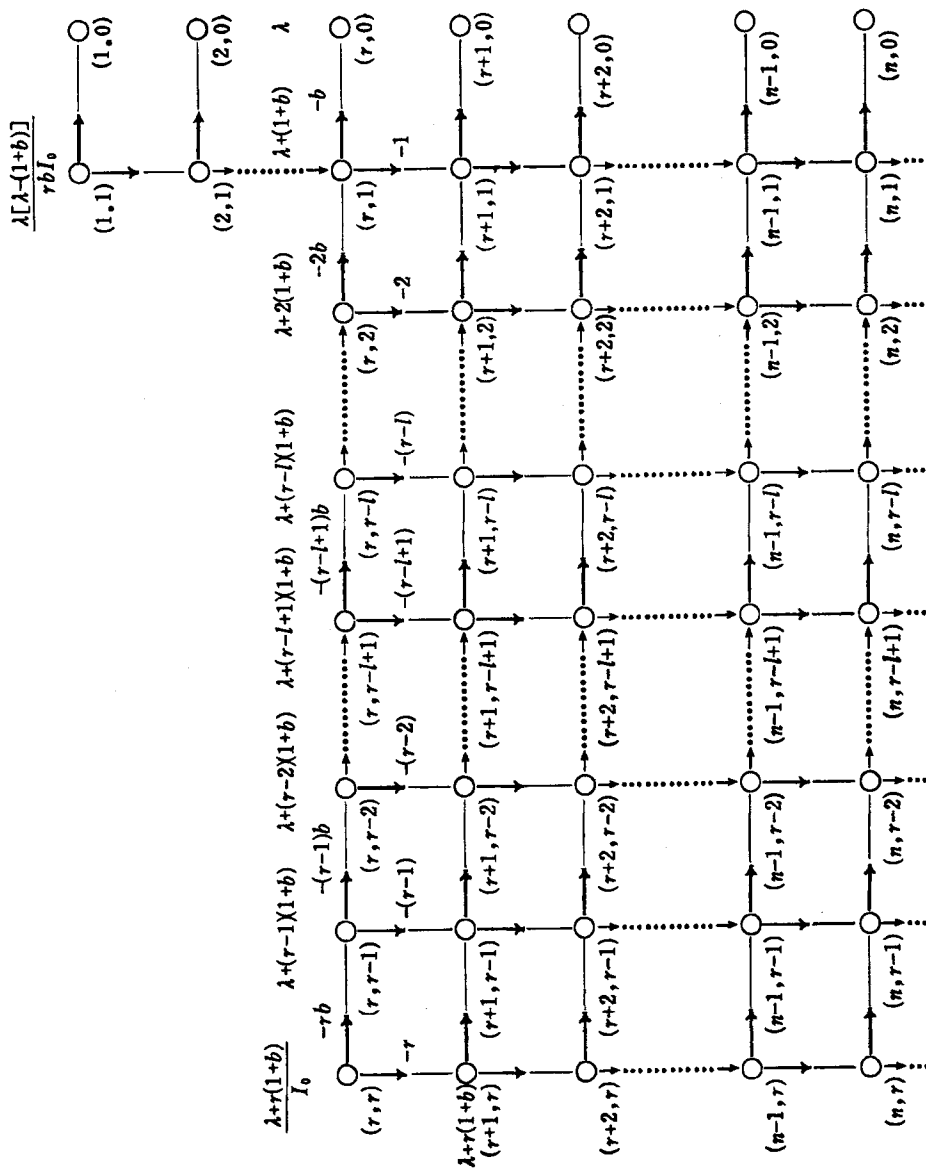 λ[λ-(1+b)]
rbI₀
(1,1) (1,0)
(2,1) (2,0)
λ+r(1+b) λ+(r-1)(1+b) λ+(r-2)(1+b) λ+(r-l+1)(1+b) λ+(r-l)(1+b) λ+2(1+b) λ+(1+b) λ
I₀
-rb -(r-1)b -(r-l+1)b -2b -b
(r,r) (r,r-1) (r,r-2) (r,r-l+1) (r,r-l) (r,2) (r,1) (r,0)
-r -(r-1) -(r-2) -(r-l+1) -(r-l) -2 -1
λ+r(1+b)
(r+1,r) (r+1,r-1) (r+1,r-2) (r+1,r-l+1) (r+1,r-l) (r+1,2) (r+1,1) (r+1,0)
(r+2,r) (r+2,r-1) (r+2,r-2) (r+2,r-l+1) (r+2,r-l) (r+2,2) (r+2,1) (r+2,0)
(n-1,r) (n-1,r-1) (n-1,r-2) (n-1,r-l+1) (n-1,r-l) (n-1,2) (n-1,1) (n-1,0)
(n,r) (n,r-1) (n,r-2) (n,r-l+1) (n,r-l) (n,2) (n,1) (n,0)